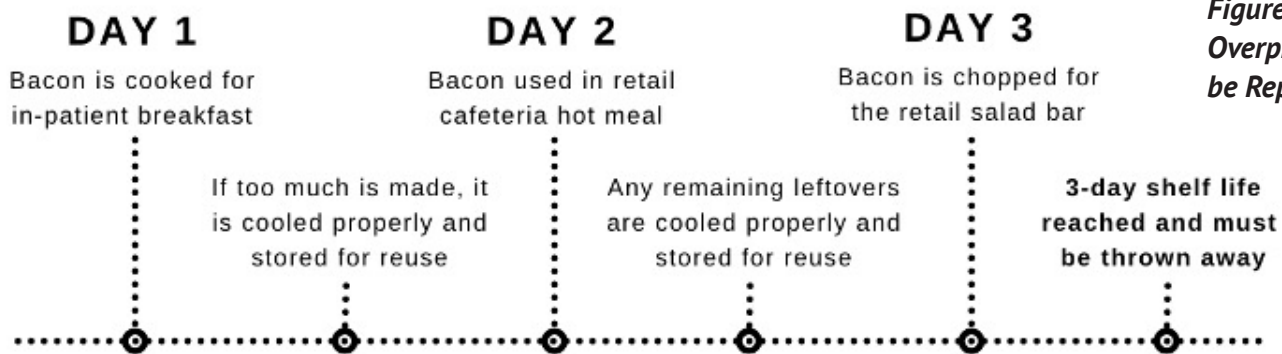 DAY 1
Bacon is cooked for
in-patient breakfast
If too much is made, it
is cooled properly and
stored for reuse
DAY 2
Bacon used in retail
cafeteria hot meal
Any remaining leftovers
are cooled properly and
stored for reuse
DAY 3
Bacon is chopped for
the retail salad bar
3-day shelf life
reached and must
be thrown away
Figure
be